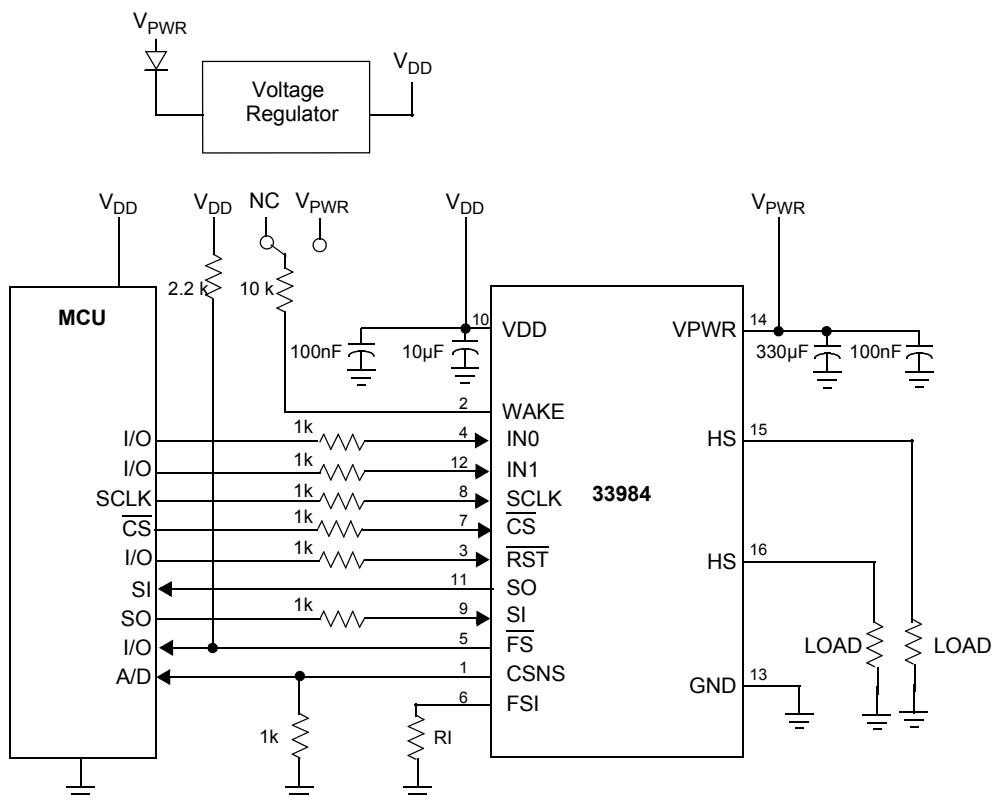 VPWR
Voltage
Regulator
VDD
VDD
VDD
NC
VPWR
VDD
VPWR
2.2 k
10 k
MCU
10
VDD
VPWR
14
100nF
10µF
330µF
100nF
2
WAKE
I/O
1k
4
IN0
HS
15
I/O
1k
12
IN1
SCLK
1k
8
SCLK
33984
CS
1k
7
CS
I/O
1k
3
RST
HS
16
SI
11
SO
SO
1k
9
SI
I/O
5
FS
LOAD
LOAD
A/D
1
CSNS
GND
13
6
FSI
1k
RI